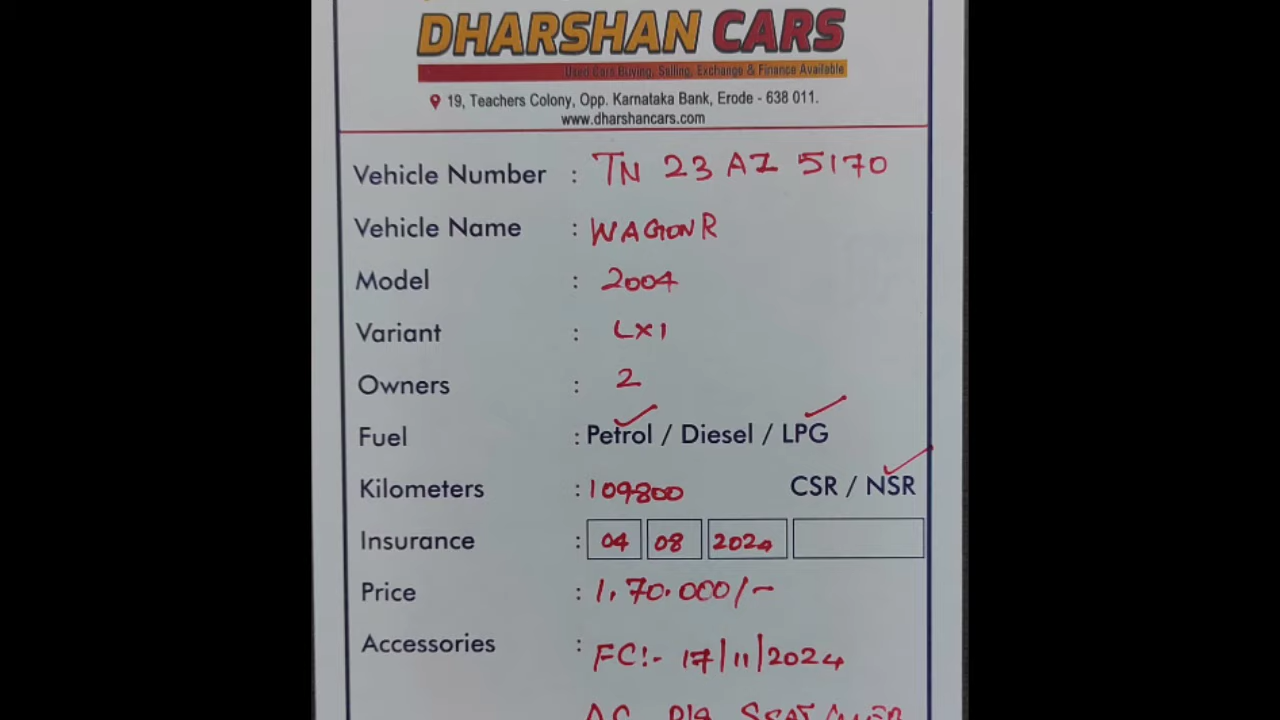 DHARSHAN CARS
Used Cars Buying, Selling, Exchange & Finance Available
19, Teachers Colony, Opp. Karnataka Bank, Erode - 638 011.
www.dharshancars.com
Vehicle Number : TN 23 AZ 5170
Vehicle Name : WAGON R
Model : 2004
Variant : LXI
Owners : 2
Fuel : Petrol / Diesel / LPG
Kilometers : 109800 CSR / NSR
Insurance : 04 08 2024
Price : 1.70.000/-
Accessories : FC:- 17/11/2024
AC